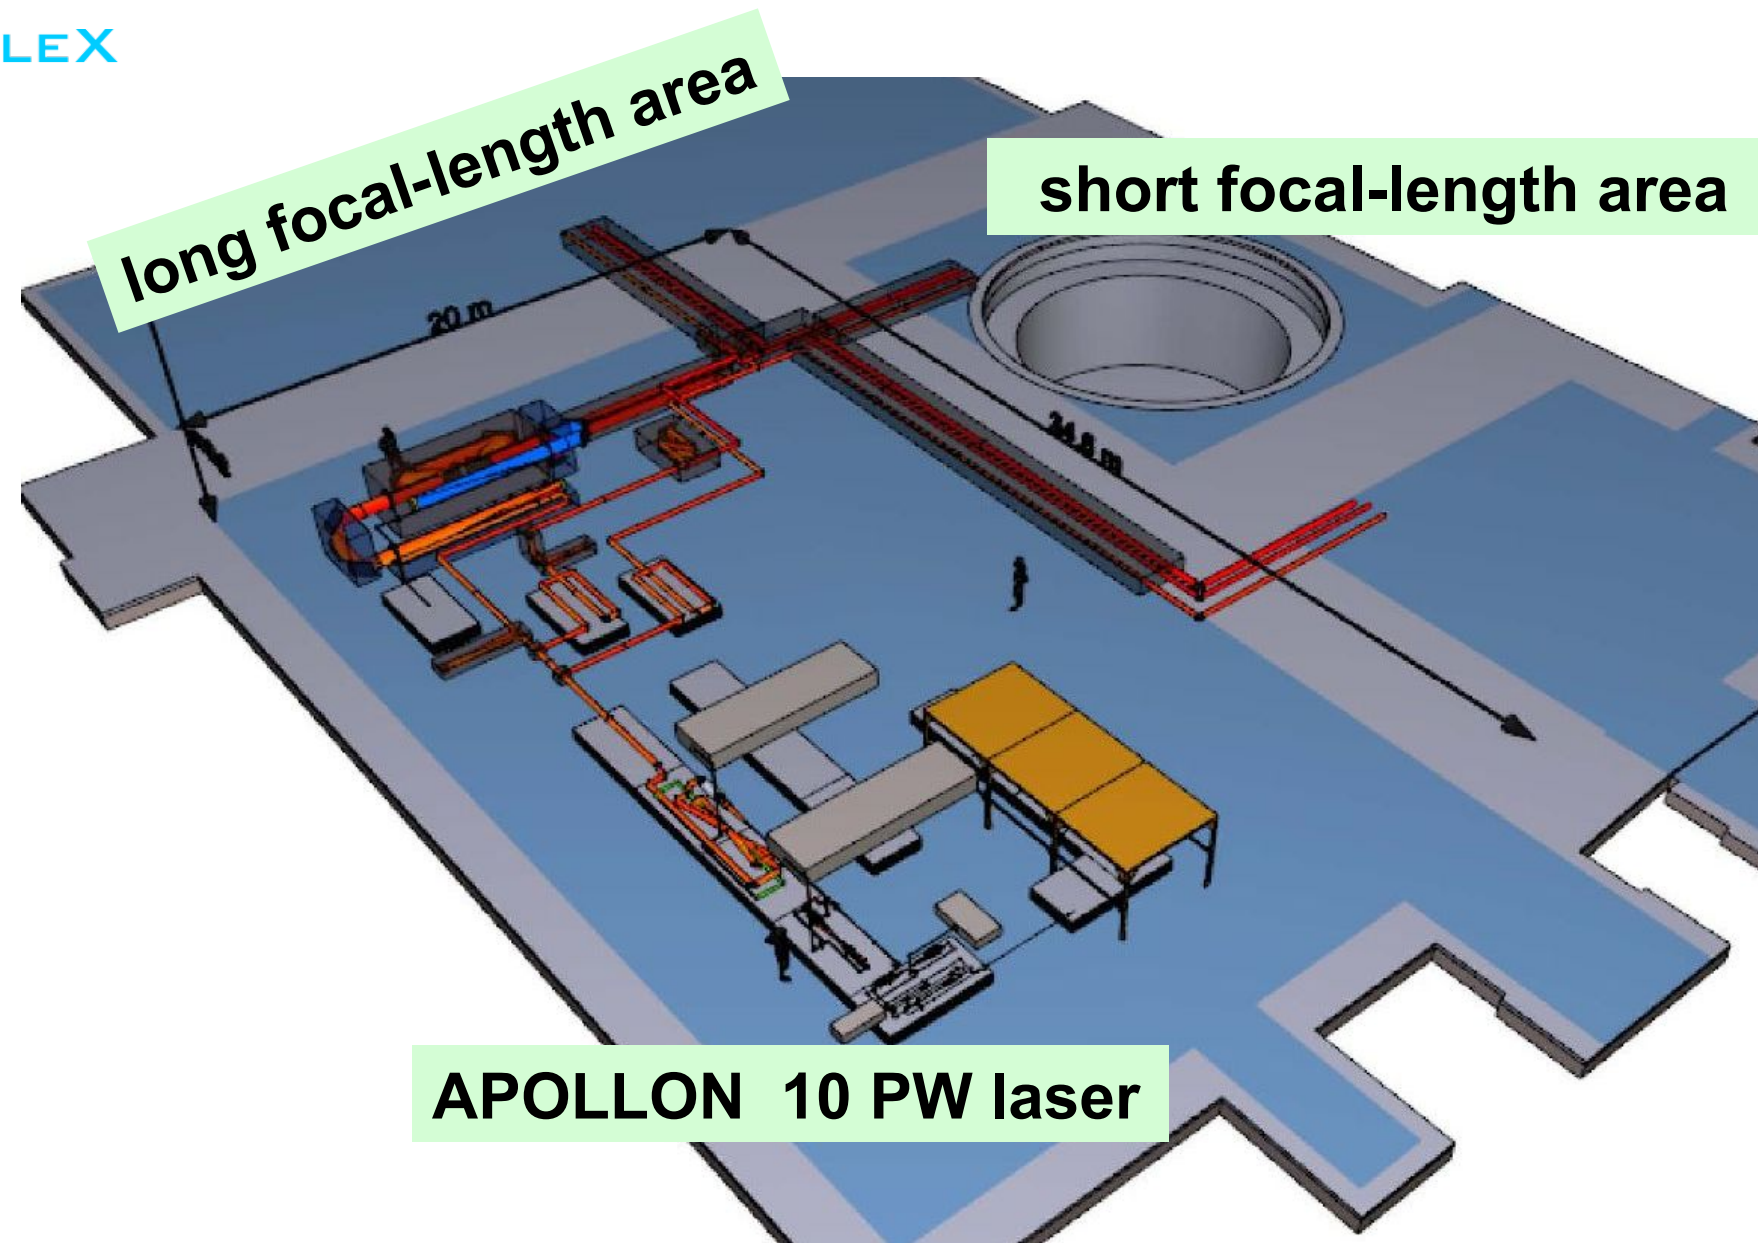 LEX
long focal-length area
short focal-length area
20 m
APOLLON 10 PW laser